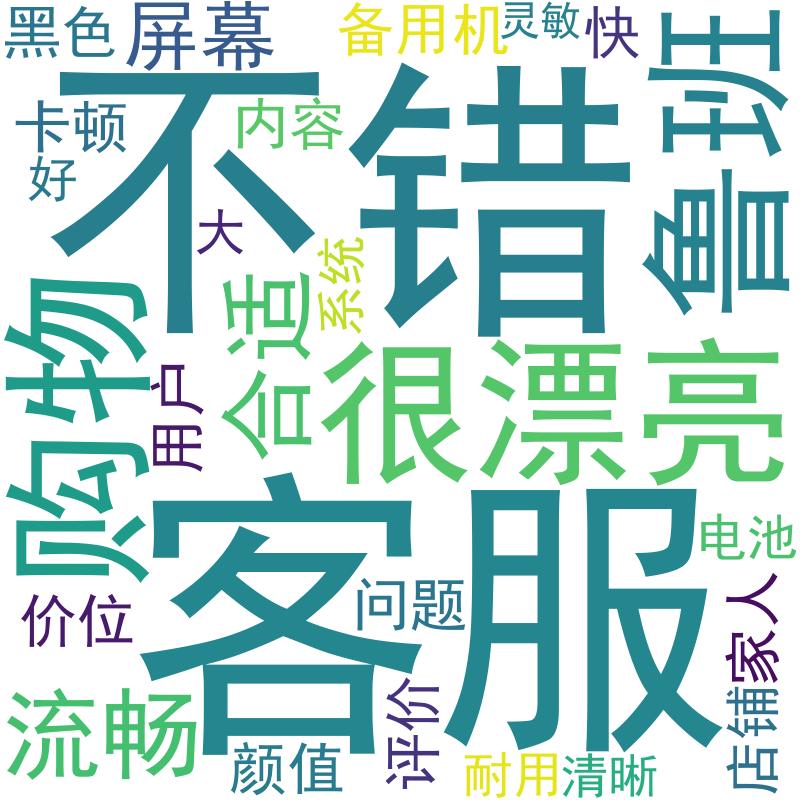 黑色
屏幕
备用机
灵敏
快
鲁班
不错
卡顿
内容
好
大
系统
合适
购物
用户
很漂亮
客服
电池
问题
价位
家人
流畅
评价
店铺
颜值
耐用
清晰